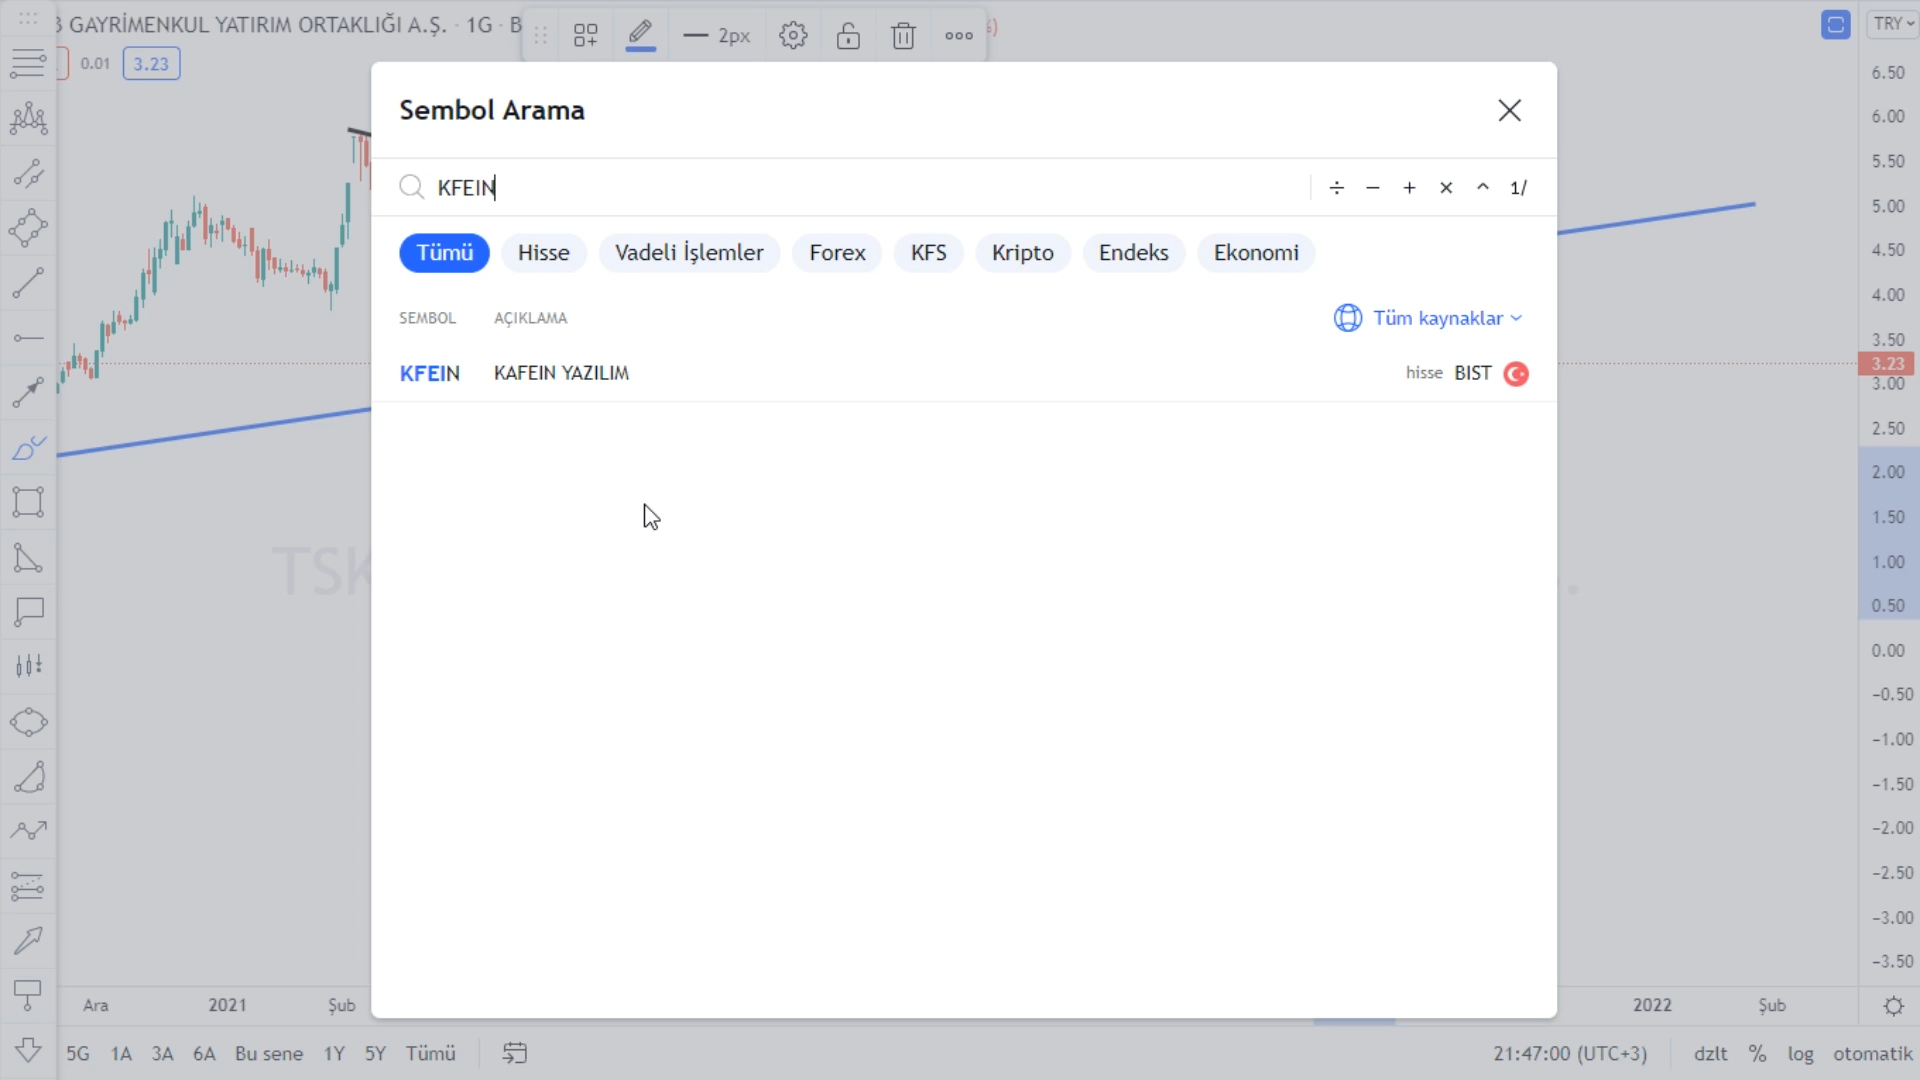 GAYRİMENKUL YATIRIM ORTAKLIĞI A.Ş. · 1G · B
2px
TRY
0.01
3.23
Sembol Arama
KFEIN
÷ − + × ^ 1/
Tümü
Hisse
Vadeli İşlemler
Forex
KFS
Kripto
Endeks
Ekonomi
SEMBOL
AÇIKLAMA
Tüm kaynaklar
KFEIN
KAFEIN YAZILIM
hisse
BIST
TSK
6.50
6.00
5.50
5.00
4.50
4.00
3.50
3.23
3.00
2.50
2.00
1.50
1.00
0.50
0.00
−0.50
−1.00
−1.50
−2.00
−2.50
−3.00
−3.50
Ara
2021
Şub
2022
Şub
5G
1A
3A
6A
Bu sene
1Y
5Y
Tümü
21:47:00 (UTC+3)
dzlt
%
log
otomatik